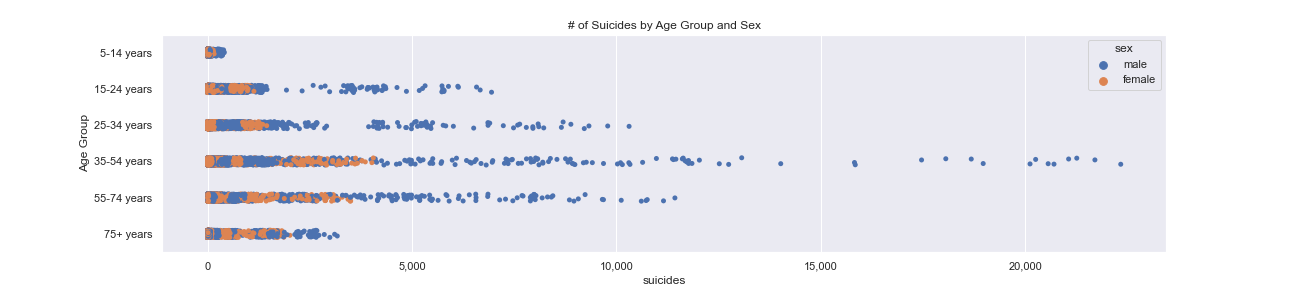 # of Suicides by Age Group and Sex
sex
male
female
Age Group
5-14 years
15-24 years
25-34 years
35-54 years
55-74 years
75+ years
0 5,000 10,000 15,000 20,000
suicides